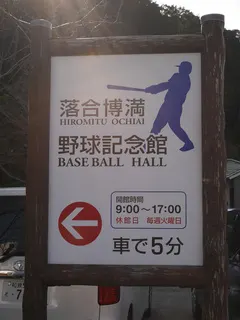 落合博満
HIROMITU OCHIAI
野球記念館
BASE BALL HALL
開館時間
9:00〜17:00
休館日 毎週火曜日
車で5分